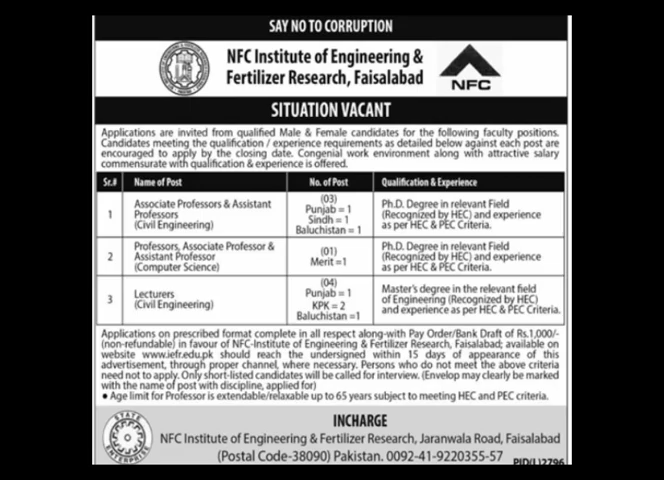 SAY NO TO CORRUPTION
NFC Institute of Engineering &
Fertilizer Research, Faisalabad
NFC
SITUATION VACANT
Applications are invited from qualified Male & Female candidates for the following faculty positions.
Candidates meeting the qualification / experience requirements as detailed below against each post are
encouraged to apply by the closing date. Congenial work environment along with attractive salary
commensurate with qualification & experience is offered.
Sr.# Name of Post No. of Post Qualification & Experience
1
Associate Professors & Assistant
Professors
(Civil Engineering)
(03)
Punjab = 1
Sindh = 1
Baluchistan = 1
Ph.D. Degree in relevant Field
(Recognized by HEC) and experience
as per HEC & PEC Criteria.
2
Professors, Associate Professor &
Assistant Professor
(Computer Science)
(01)
Merit =1
Ph.D. Degree in relevant Field
(Recognized by HEC) and experience
as per HEC & PEC Criteria.
3
Lecturers
(Civil Engineering)
(04)
Punjab = 1
KPK = 2
Baluchistan =1
Master's degree in the relevant field
of Engineering (Recognized by HEC)
and experience as per HEC & PEC Criteria.
Applications on prescribed format complete in all respect along-with Pay Order/Bank Draft of Rs.1,000/-
(non-refundable) in favour of NFC-Institute of Engineering & Fertilizer Research, Faisalabad; available on
website www.iefr.edu.pk should reach the undersigned within 15 days of appearance of this
advertisement, through proper channel, where necessary. Persons who do not meet the above criteria
need not to apply. Only short-listed candidates will be called for interview. (Envelop may clearly be marked
with the name of post with discipline, applied for)
• Age limit for Professor is extendable/relaxable up to 65 years subject to meeting HEC and PEC criteria.
STATE
ENTERPRISE
INCHARGE
NFC Institute of Engineering & Fertilizer Research, Jaranwala Road, Faisalabad
(Postal Code-38090) Pakistan. 0092-41-9220355-57
PID(L)2796